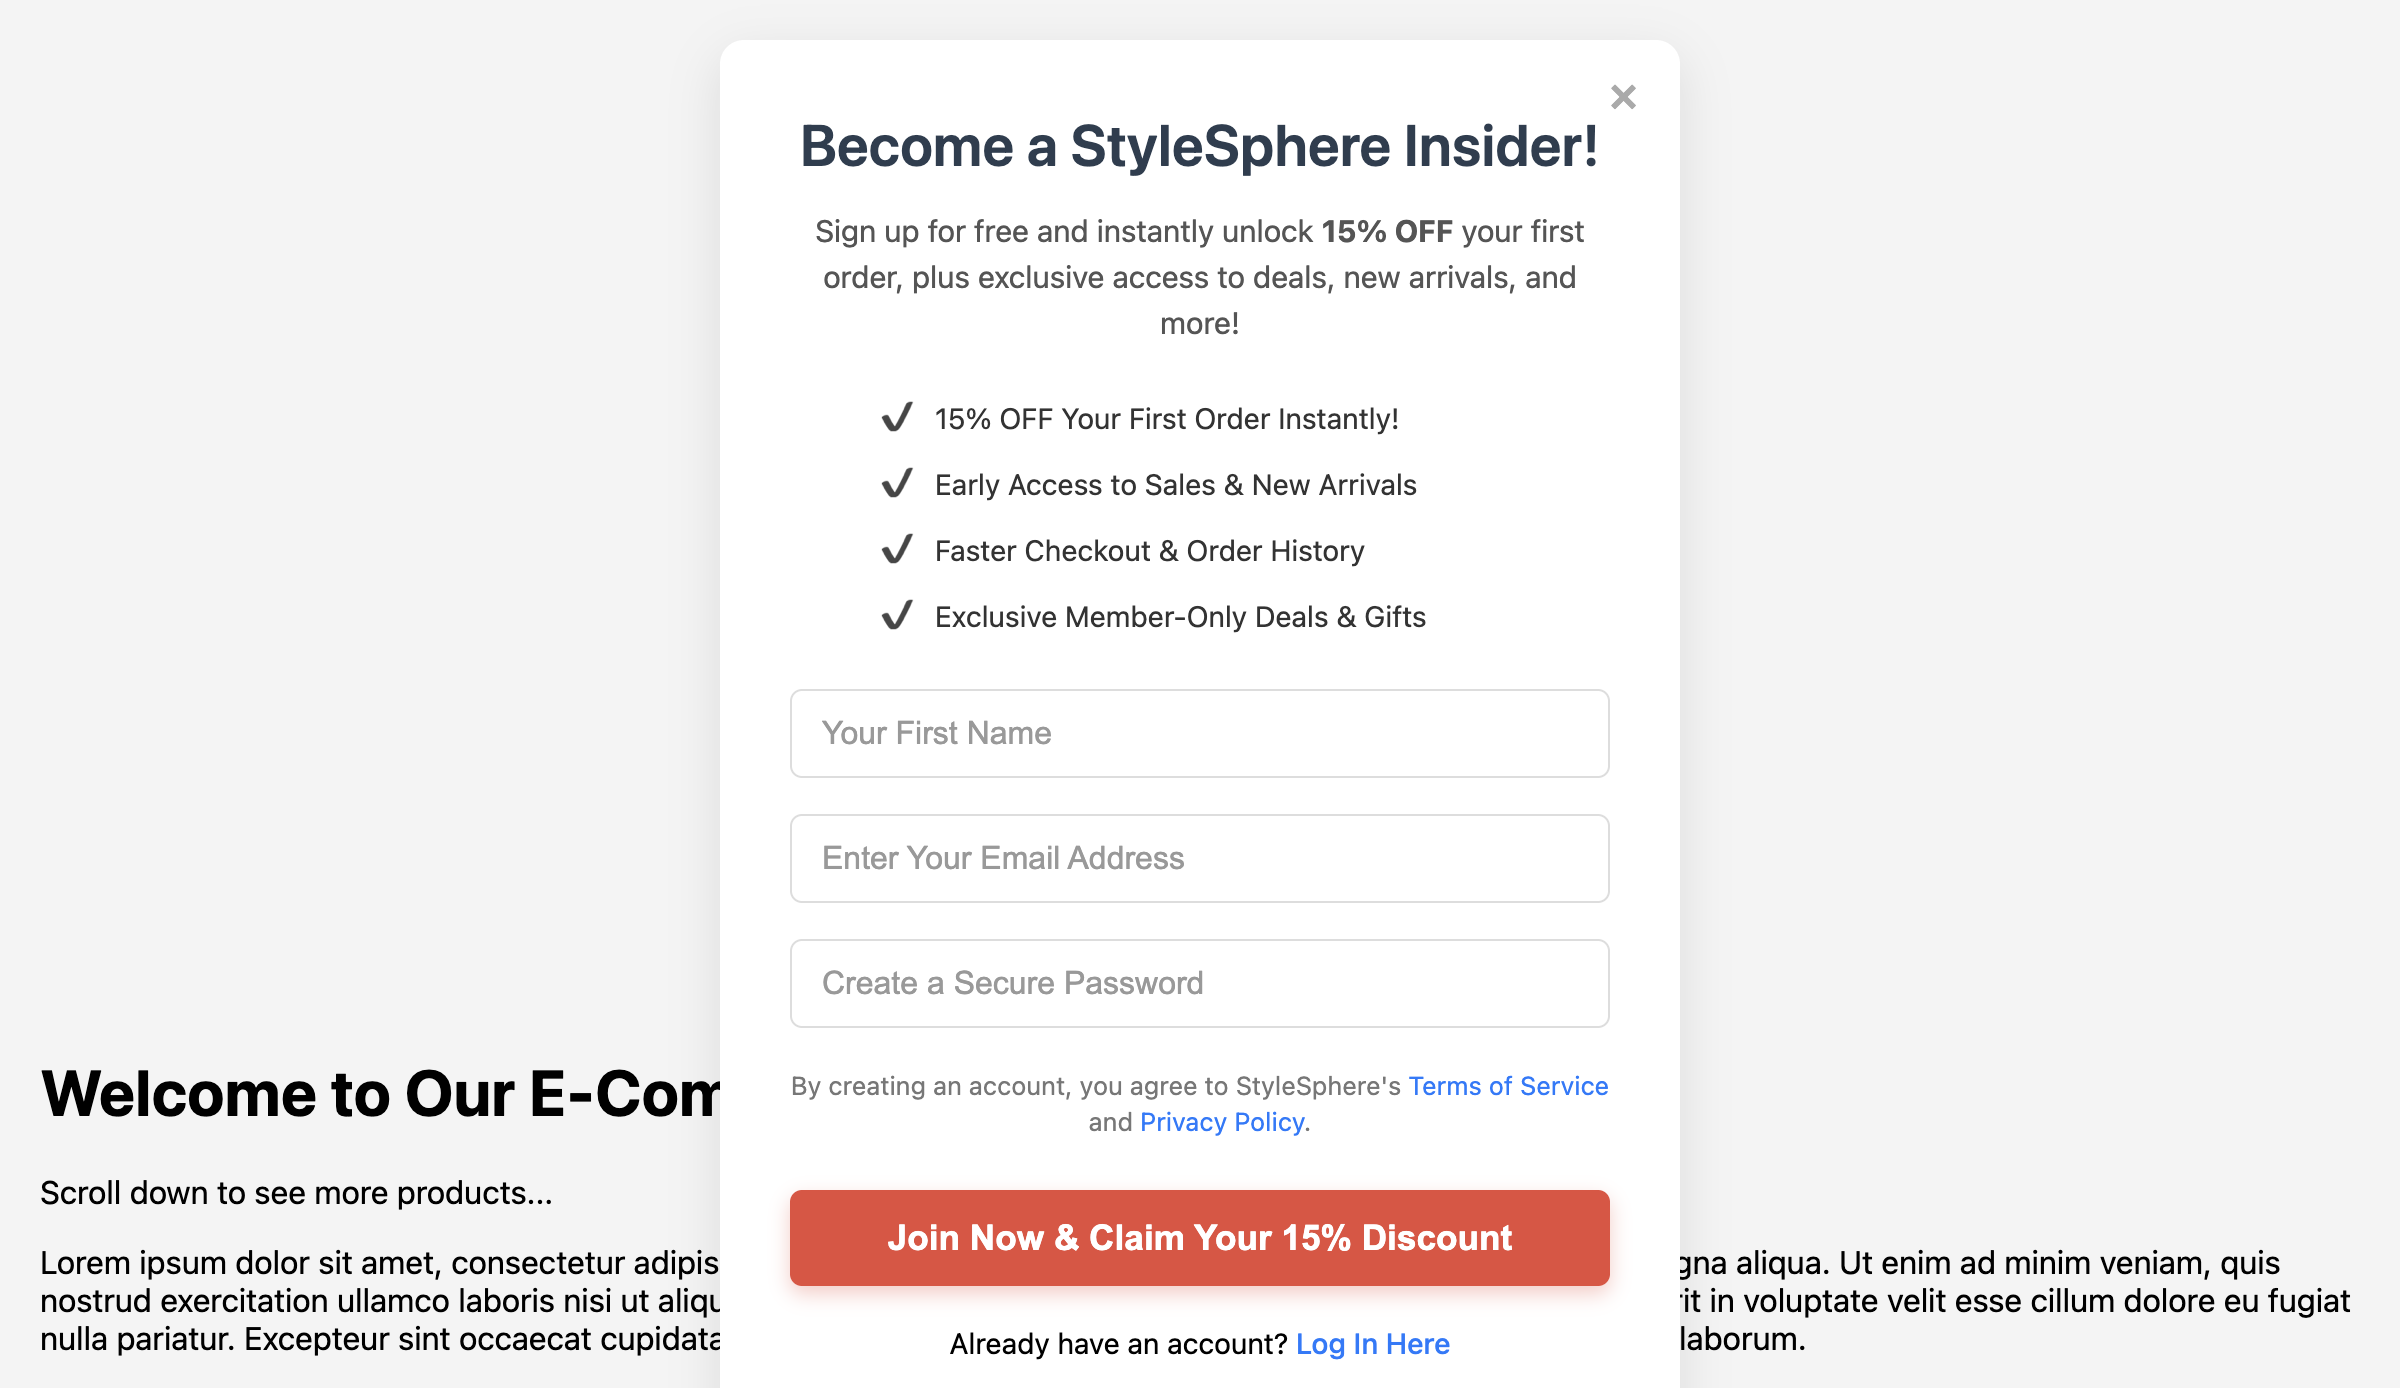 ×
Become a StyleSphere Insider!
Sign up for free and instantly unlock 15% OFF your first
order, plus exclusive access to deals, new arrivals, and
more!
✔ 15% OFF Your First Order Instantly!
✔ Early Access to Sales & New Arrivals
✔ Faster Checkout & Order History
✔ Exclusive Member-Only Deals & Gifts
Your First Name
Enter Your Email Address
Create a Secure Password
By creating an account, you agree to StyleSphere's Terms of Service
and Privacy Policy.
Join Now & Claim Your 15% Discount
Already have an account? Log In Here
Welcome to Our
Scroll down to see more products...
Lorem ipsum dolor sit amet, consectetur
aliqua. Ut enim ad minim veniam, quis
nostrud exercitation ullamco laboris nisi ut
in voluptate velit esse cillum dolore eu fugiat
nulla pariatur. Excepteur sint occaecat
laborum.